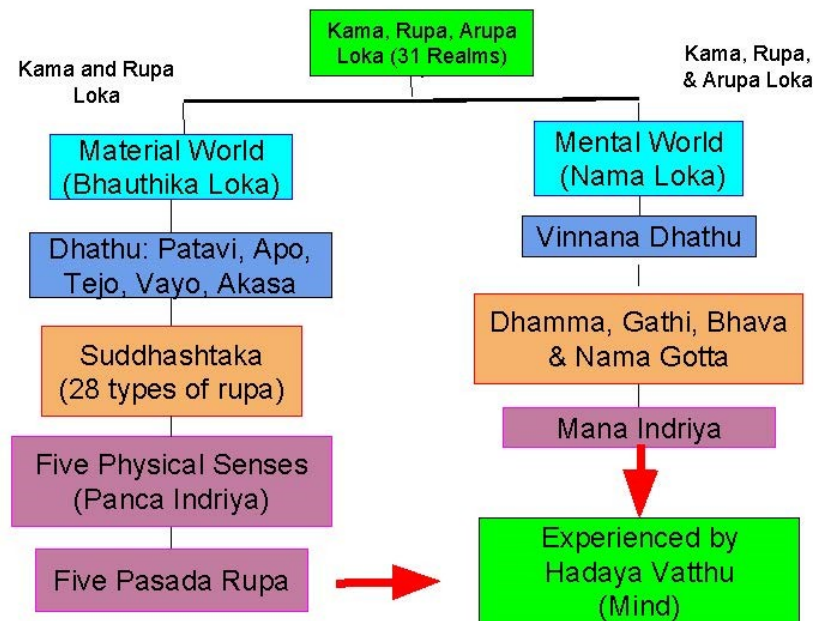 Kama, Rupa, Arupa
Loka (31 Realms)
Kama and Rupa
Loka
Kama, Rupa,
& Arupa Loka
Material World
(Bhauthika Loka)
Mental World
(Nama Loka)
Dhathu: Patavi, Apo,
Tejo, Vayo, Akasa
Vinnana Dhathu
Suddhashtaka
(28 types of rupa)
Dhamma, Gathi, Bhava
& Nama Gotta
Five Physical Senses
(Panca Indriya)
Mana Indriya
Five Pasada Rupa
Experienced by
Hadaya Vatthu
(Mind)